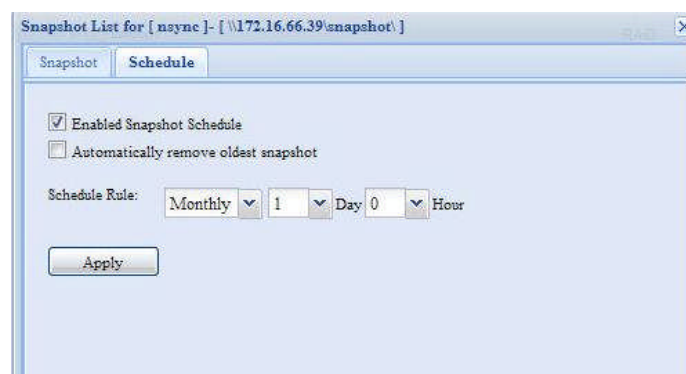 Snapshot List for [ nsync ]- [ \\172.16.66.39\snapshot\ ]
Snapshot Schedule
Enabled Snapshot Schedule
Automatically remove oldest snapshot
Schedule Rule: Monthly 1 Day 0 Hour
Apply